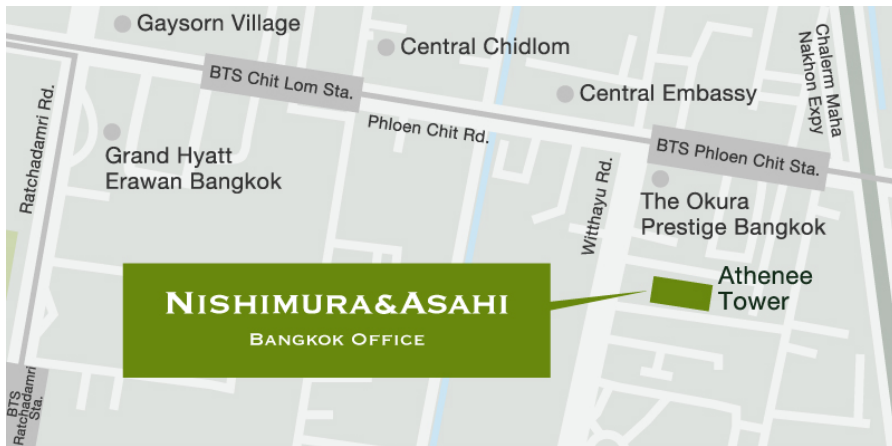 Gaysorn Village
Central Chidlom
BTS Chit Lom Sta.
Central Embassy
Chalerm Maha
Nakhon Expy
Phloen Chit Rd.
BTS Phloen Chit Sta.
Ratchadamri Rd.
Grand Hyatt
Erawan Bangkok
Witthayu Rd.
The Okura
Prestige Bangkok
Athenee
Tower
NISHIMURA&ASAHI
BANGKOK OFFICE
BTS
Ratchadamri
Sta.